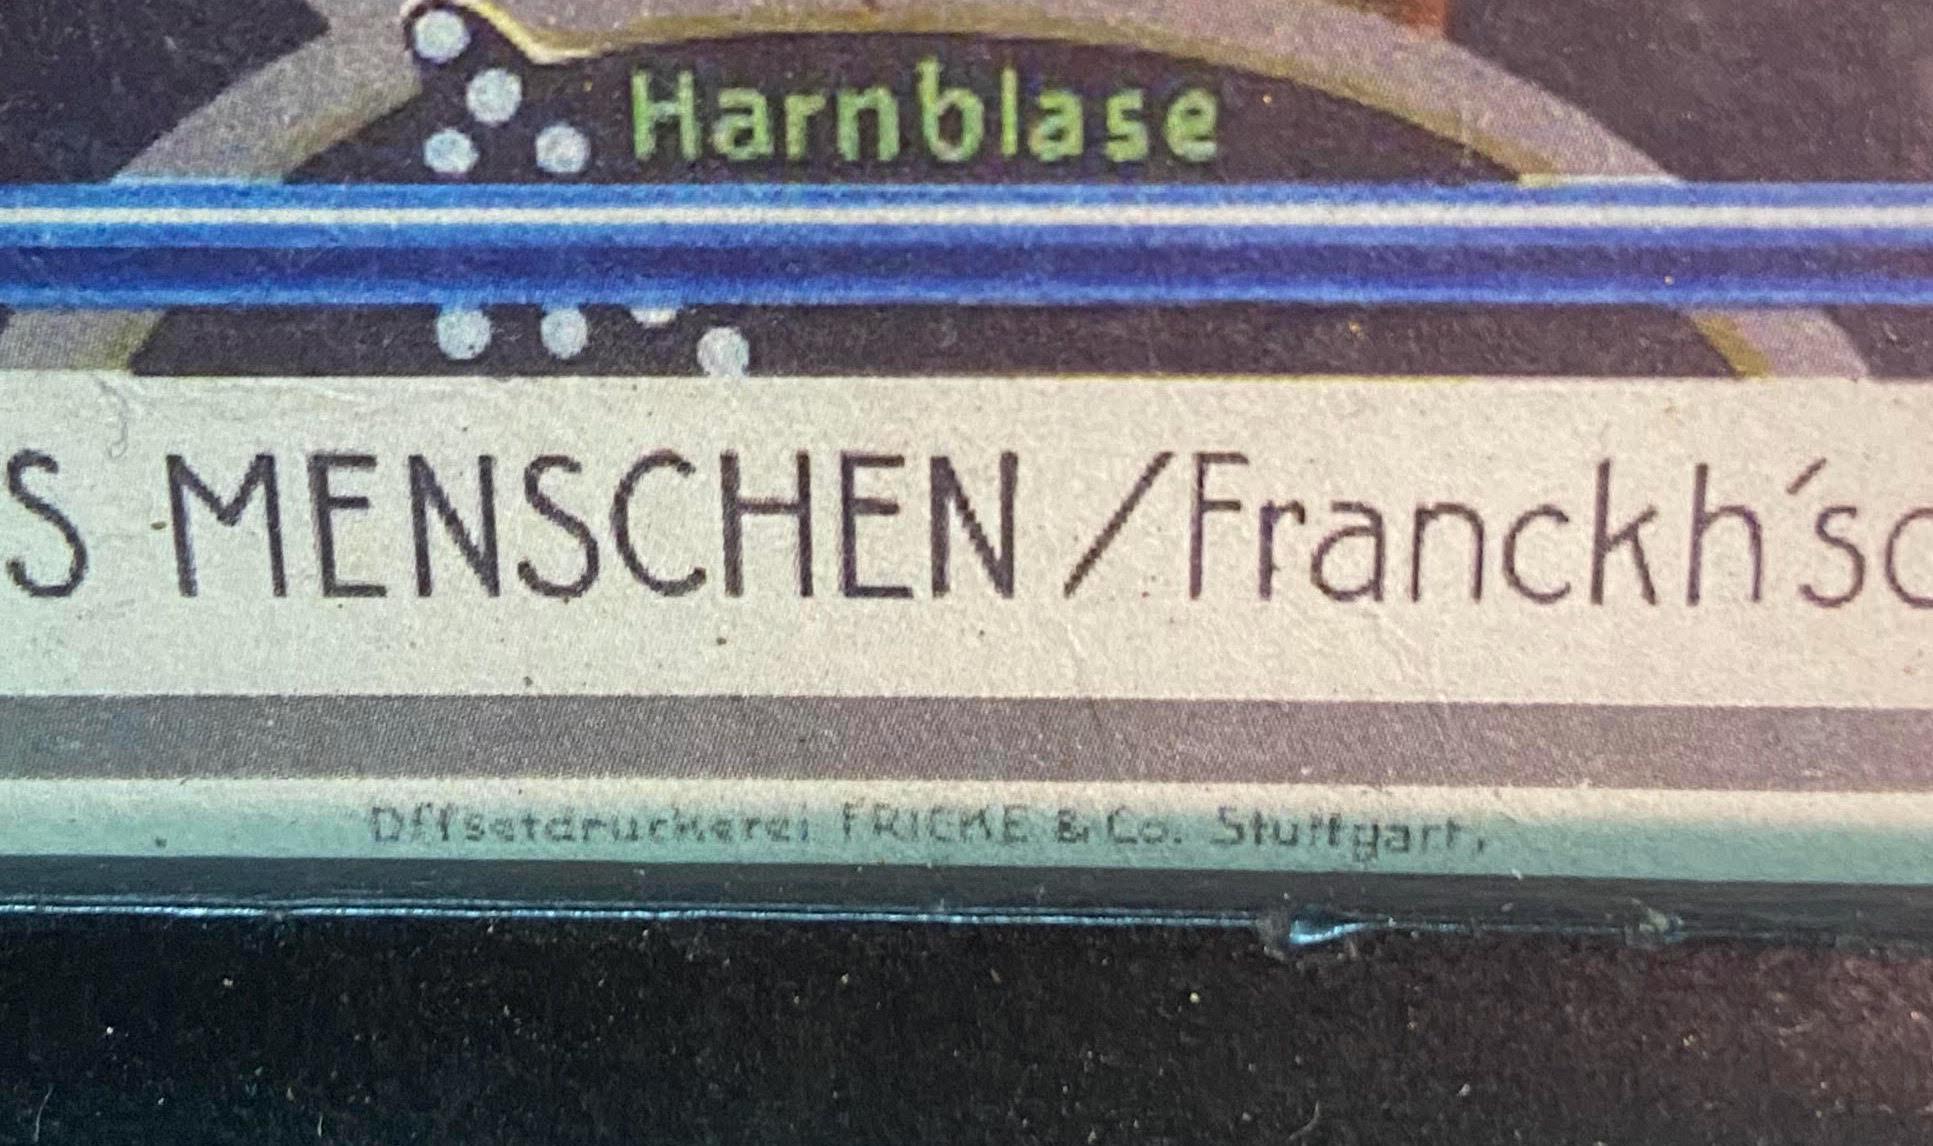 Harnblase
S MENSCHEN / Franckh'sc
Offsetdruckerei FRICKE & Co. Stuttgart,